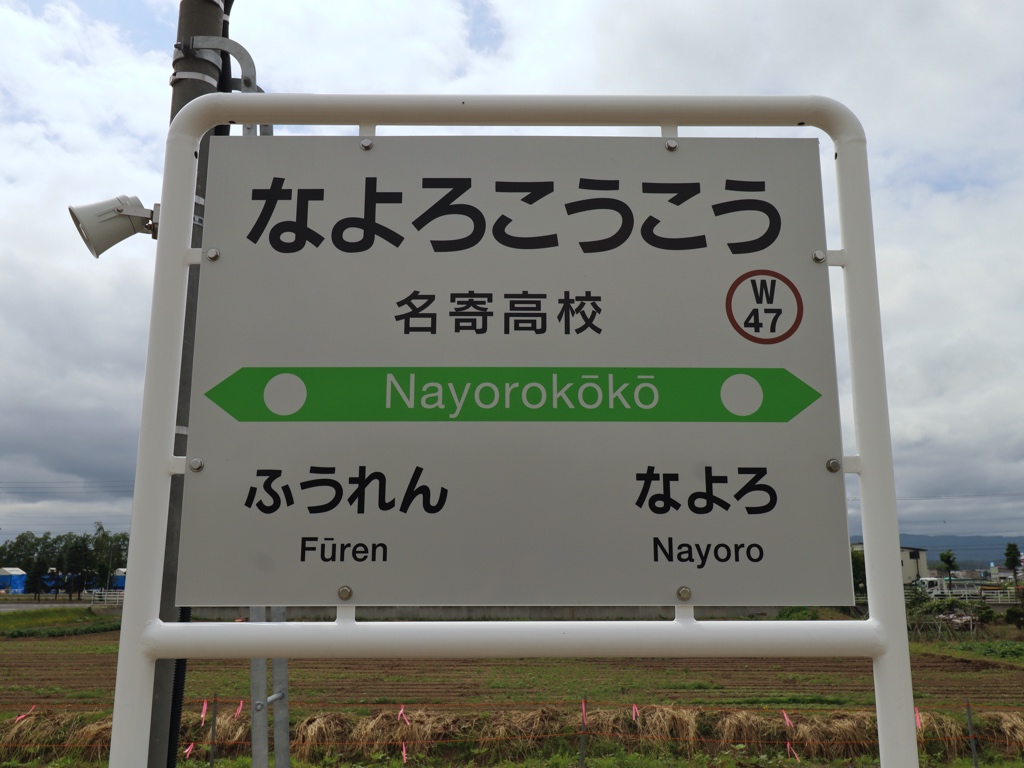 なよろこうこう
名寄高校
W
47
Nayorokōkō
ふうれん
Fūren
なよろ
Nayoro